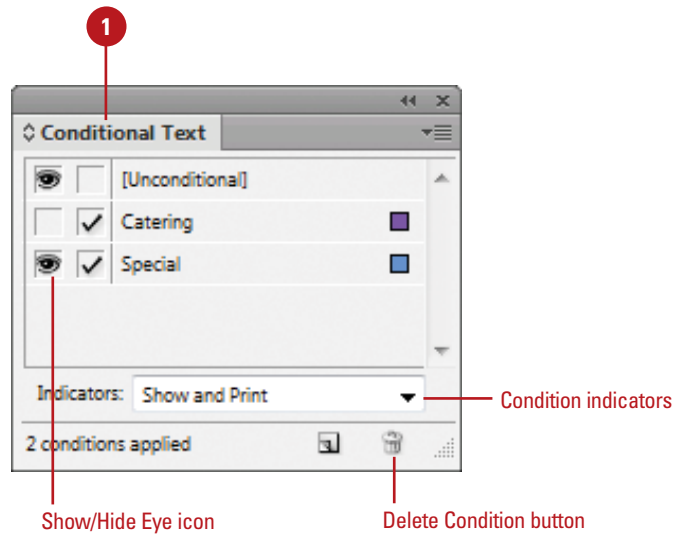 1
Conditional Text
[Unconditional]
Catering
Special
Indicators: Show and Print
Condition indicators
2 conditions applied
Show/Hide Eye icon
Delete Condition button